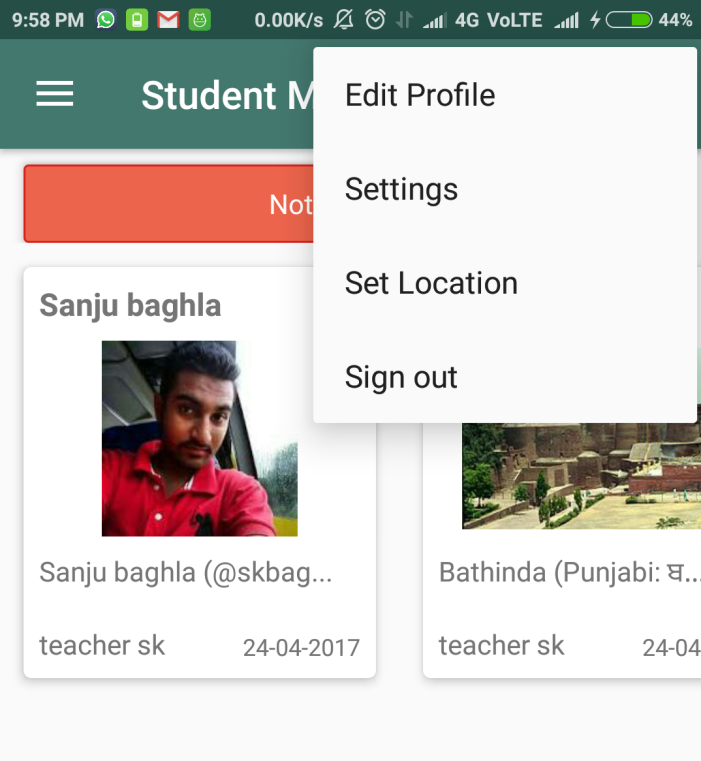 9:58 PM 0.00K/s 4G VoLTE 44%
Student M
Edit Profile
Settings
Set Location
Sign out
Not
Sanju baghla
Sanju baghla (@skbag...
teacher sk 24-04-2017
Bathinda (Punjabi: ਬ...
teacher sk 24-04